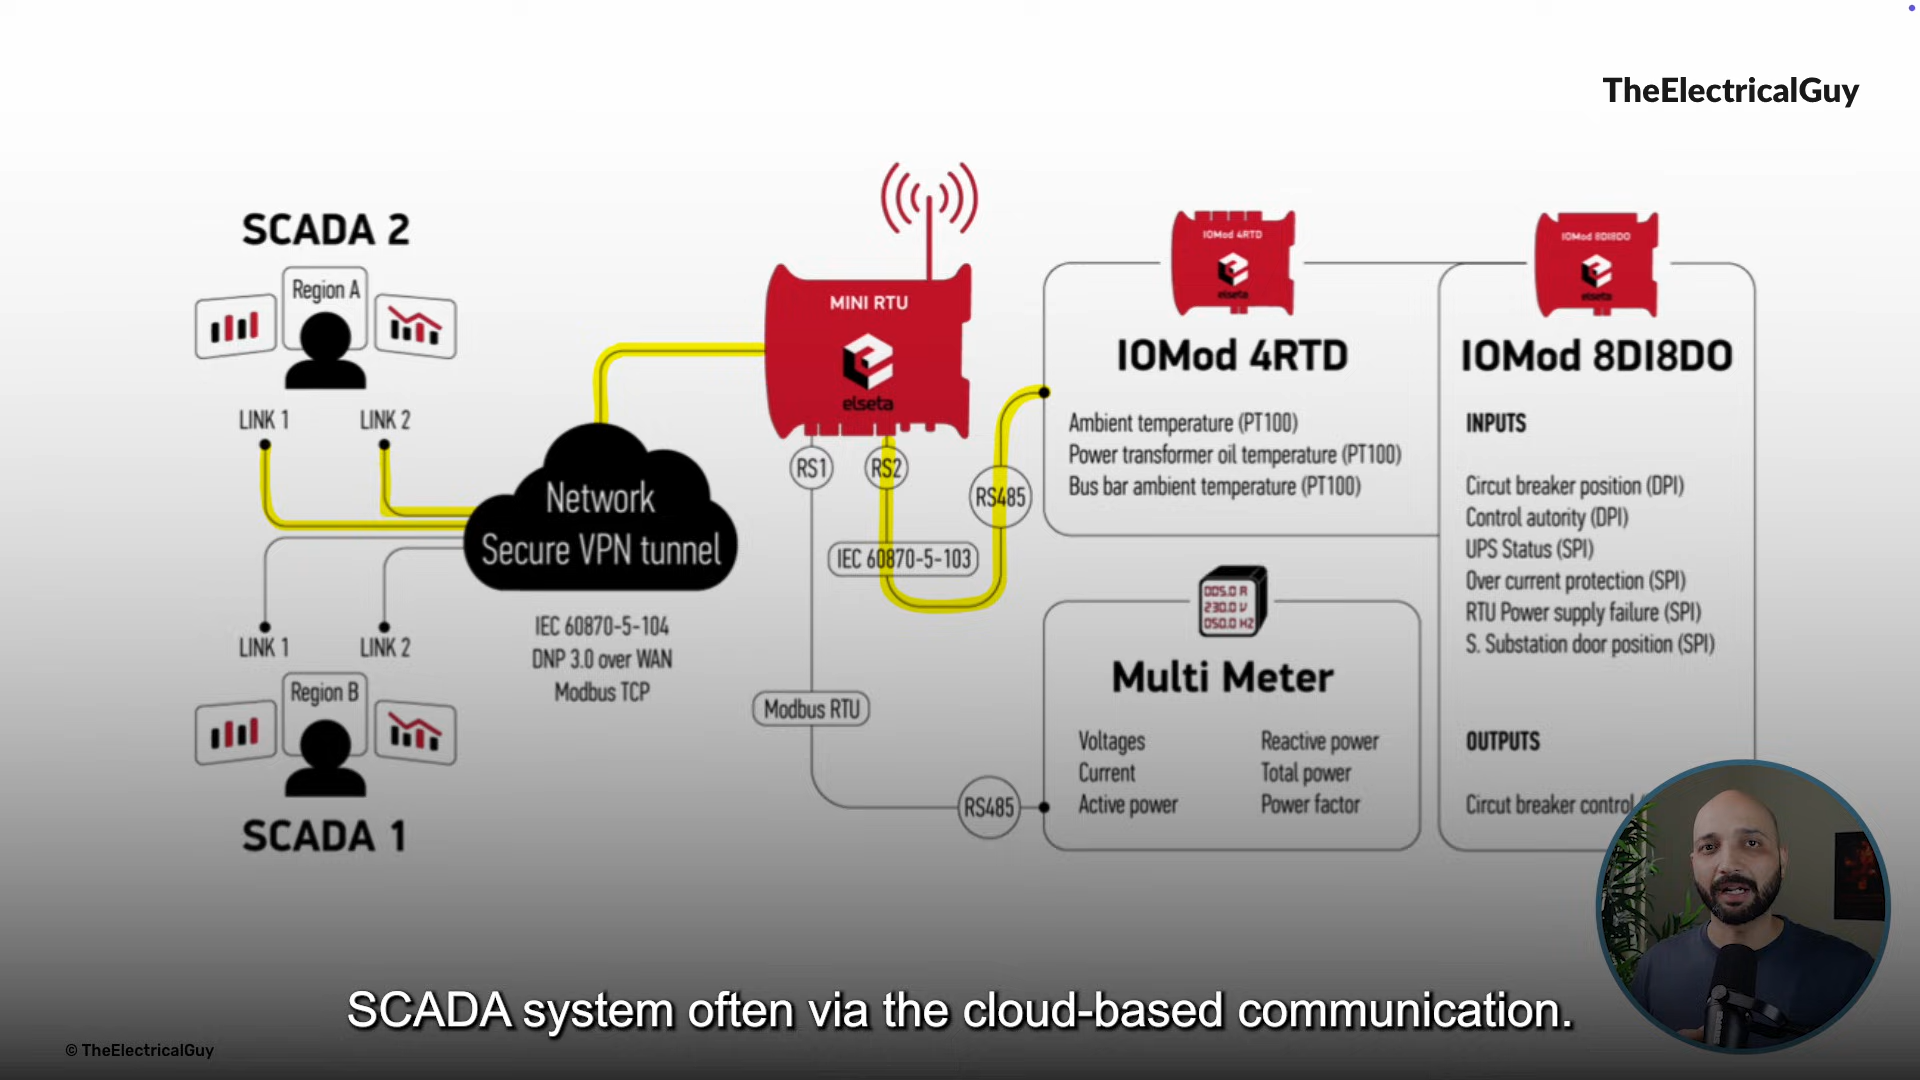 TheElectricalGuy
SCADA 2
Region A
LINK 1
LINK 2
Network
Secure VPN tunnel
IEC 60870-5-104
DNP 3.0 over WAN
Modbus TCP
LINK 1
LINK 2
Region B
SCADA 1
MINI RTU
elseta
RS1
RS2
RS485
IEC 60870-5-103
Modbus RTU
RS485
IOMod 4RTD
elseta
IOMod 4RTD
Ambient temperature (PT100)
Power transformer oil temperature (PT100)
Bus bar ambient temperature (PT100)
005.0 A
230.0 V
050.0 HZ
Multi Meter
Voltages
Current
Active power
Reactive power
Total power
Power factor
IOMod 8DI8DO
elseta
IOMod 8DI8DO
INPUTS
Circut breaker position (DPI)
Control autority (DPI)
UPS Status (SPI)
Over current protection (SPI)
RTU Power supply failure (SPI)
S. Substation door position (SPI)
OUTPUTS
Circut breaker control
SCADA system often via the cloud-based communication.
© TheElectricalGuy